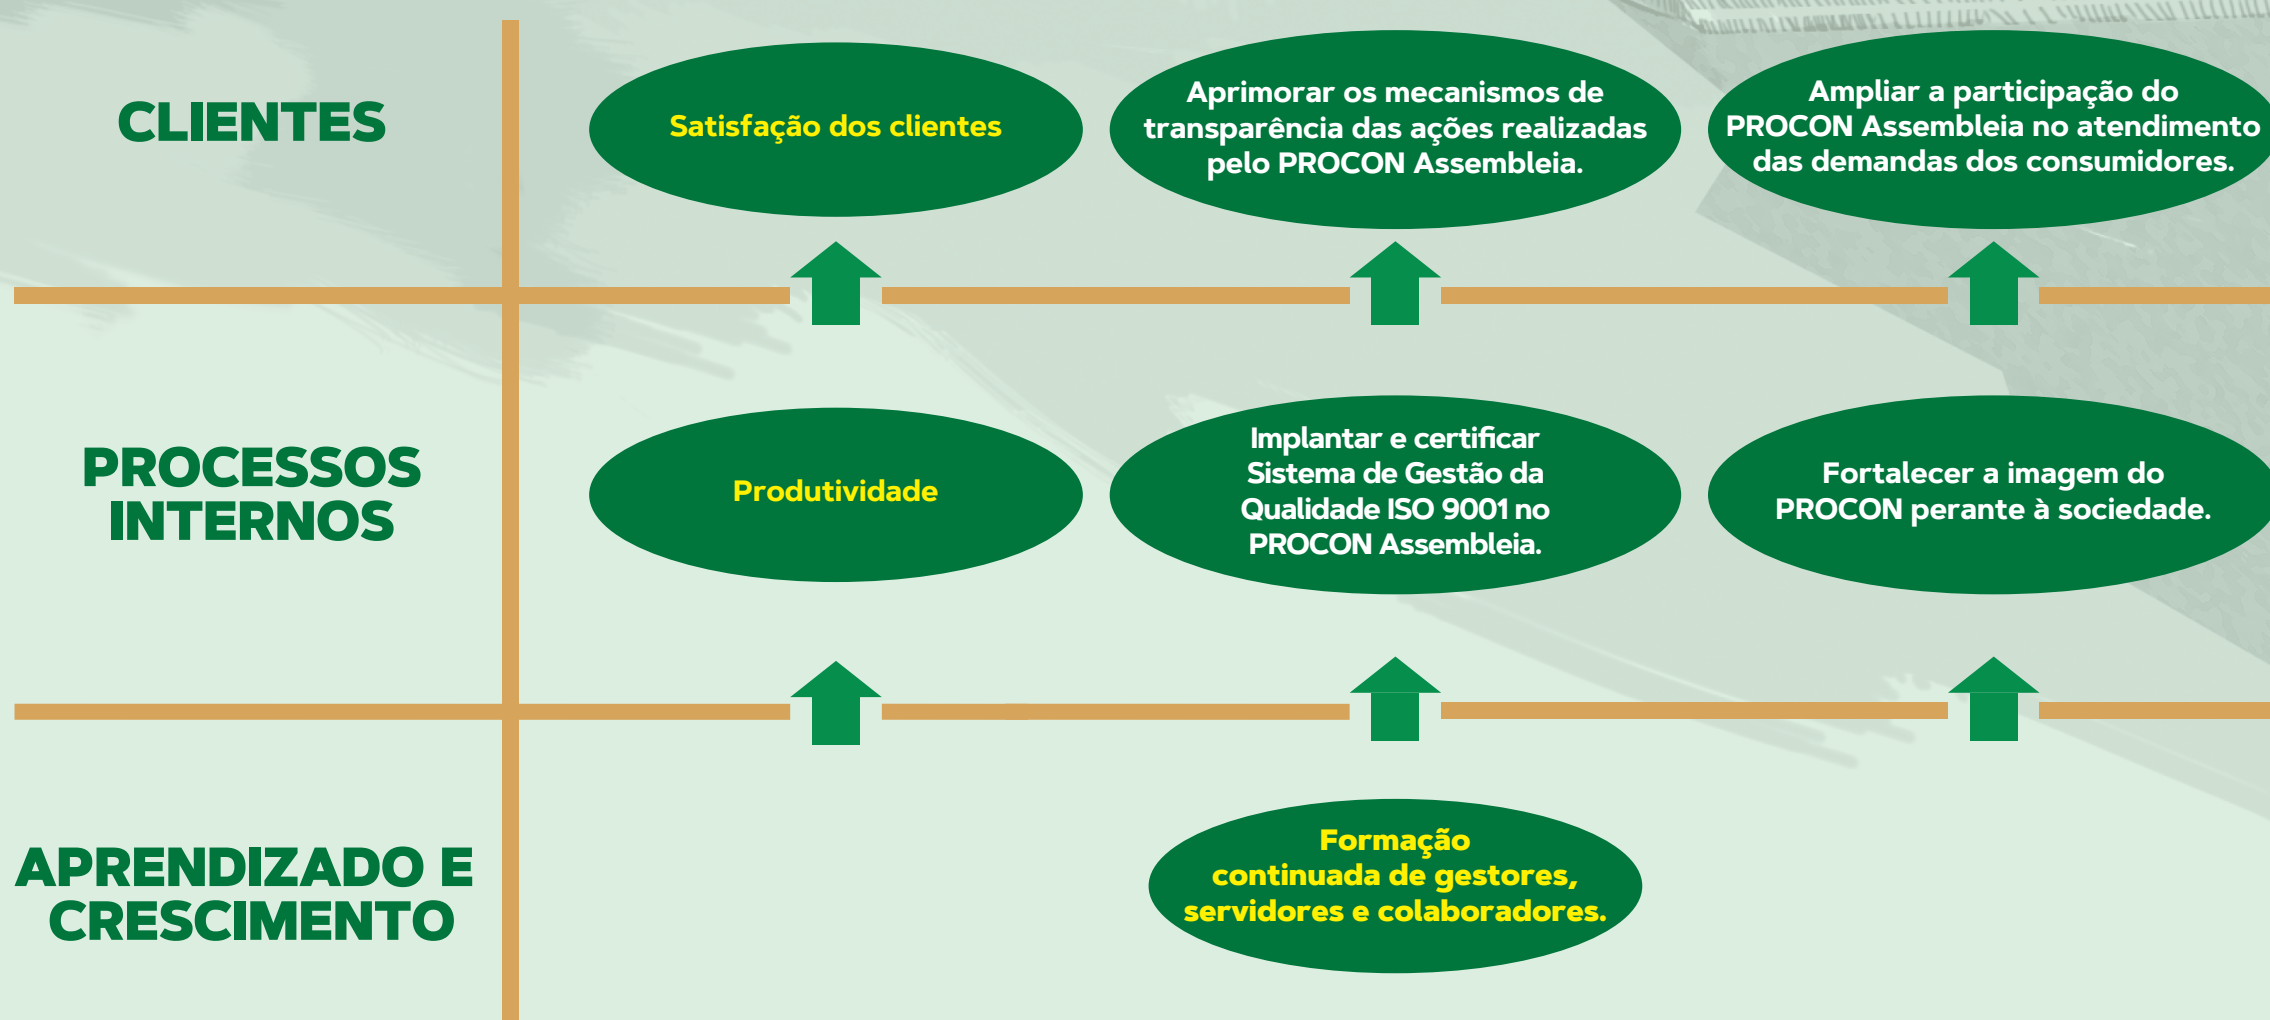 CLIENTES
Satisfação dos clientes
Aprimorar os mecanismos de
transparência das ações realizadas
pelo PROCON Assembleia.
Ampliar a participação do
PROCON Assembleia no atendimento
das demandas dos consumidores.
PROCESSOS
INTERNOS
Produtividade
Implantar e certificar
Sistema de Gestão da
Qualidade ISO 9001 no
PROCON Assembleia.
Fortalecer a imagem do
PROCON perante à sociedade.
APRENDIZADO E
CRESCIMENTO
Formação
continuada de gestores,
servidores e colaboradores.